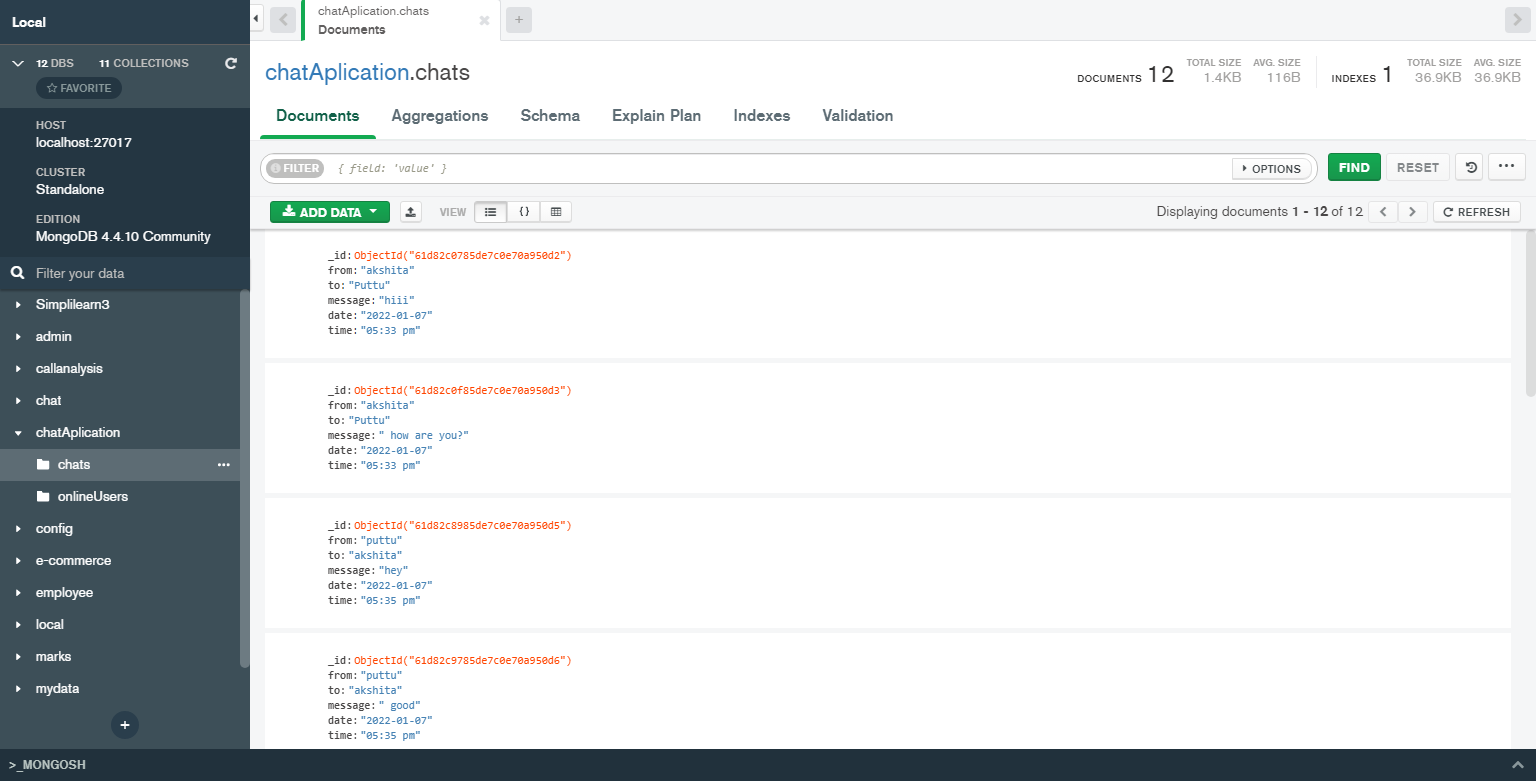 Local
12 DBS 11 COLLECTIONS
FAVORITE
HOST
localhost:27017
CLUSTER
Standalone
EDITION
MongoDB 4.4.10 Community
Filter your data
Simplilearn3
admin
callanalysis
chat
chatAplication
chats
onlineUsers
config
e-commerce
employee
local
marks
mydata
+
>_MONGOSH
chatAplication.chats
Documents
+
chatAplication.chats
DOCUMENTS 12 TOTAL SIZE 1.4KB AVG. SIZE 116B INDEXES 1 TOTAL SIZE 36.9KB AVG. SIZE 36.9KB
Documents Aggregations Schema Explain Plan Indexes Validation
FILTER { field: 'value' } OPTIONS FIND RESET ...
ADD DATA VIEW {} Displaying documents 1 - 12 of 12 < > REFRESH
_id:ObjectId("61d82c0785de7c0e70a950d2")
from:"akshita"
to:"Puttu"
message:"hiii"
date:"2022-01-07"
time:"05:33 pm"
_id:ObjectId("61d82c0f85de7c0e70a950d3")
from:"akshita"
to:"Puttu"
message:" how are you?"
date:"2022-01-07"
time:"05:33 pm"
_id:ObjectId("61d82c8985de7c0e70a950d5")
from:"puttu"
to:"akshita"
message:"hey"
date:"2022-01-07"
time:"05:35 pm"
_id:ObjectId("61d82c9785de7c0e70a950d6")
from:"puttu"
to:"akshita"
message:" good"
date:"2022-01-07"
time:"05:35 pm"